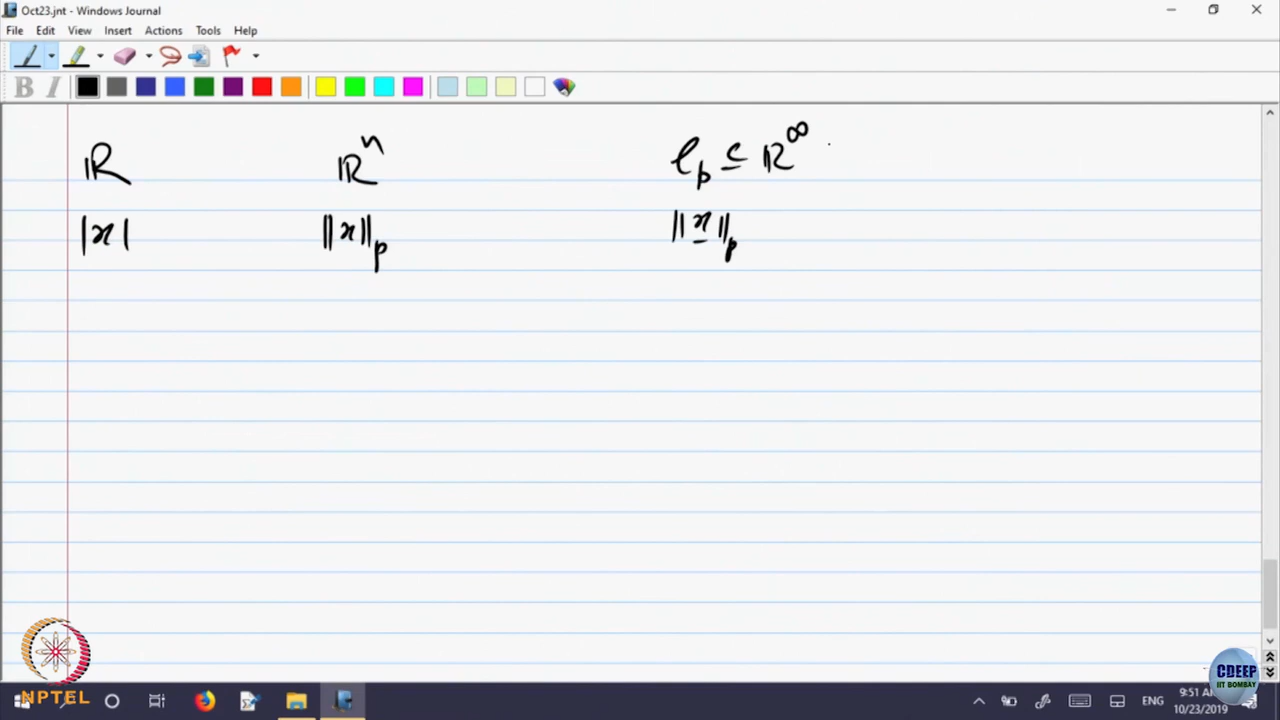 Oct23.jnt - Windows Journal
File Edit View Insert Actions Tools Help
B I
ℝ ℝⁿ ℓₚ ⊆ ℝ^∞
|x| ‖x‖ₚ ‖x̲‖ₚ
NPTEL
CDEEP
IIT BOMBAY
ENG
9:51 AM
10/23/2019